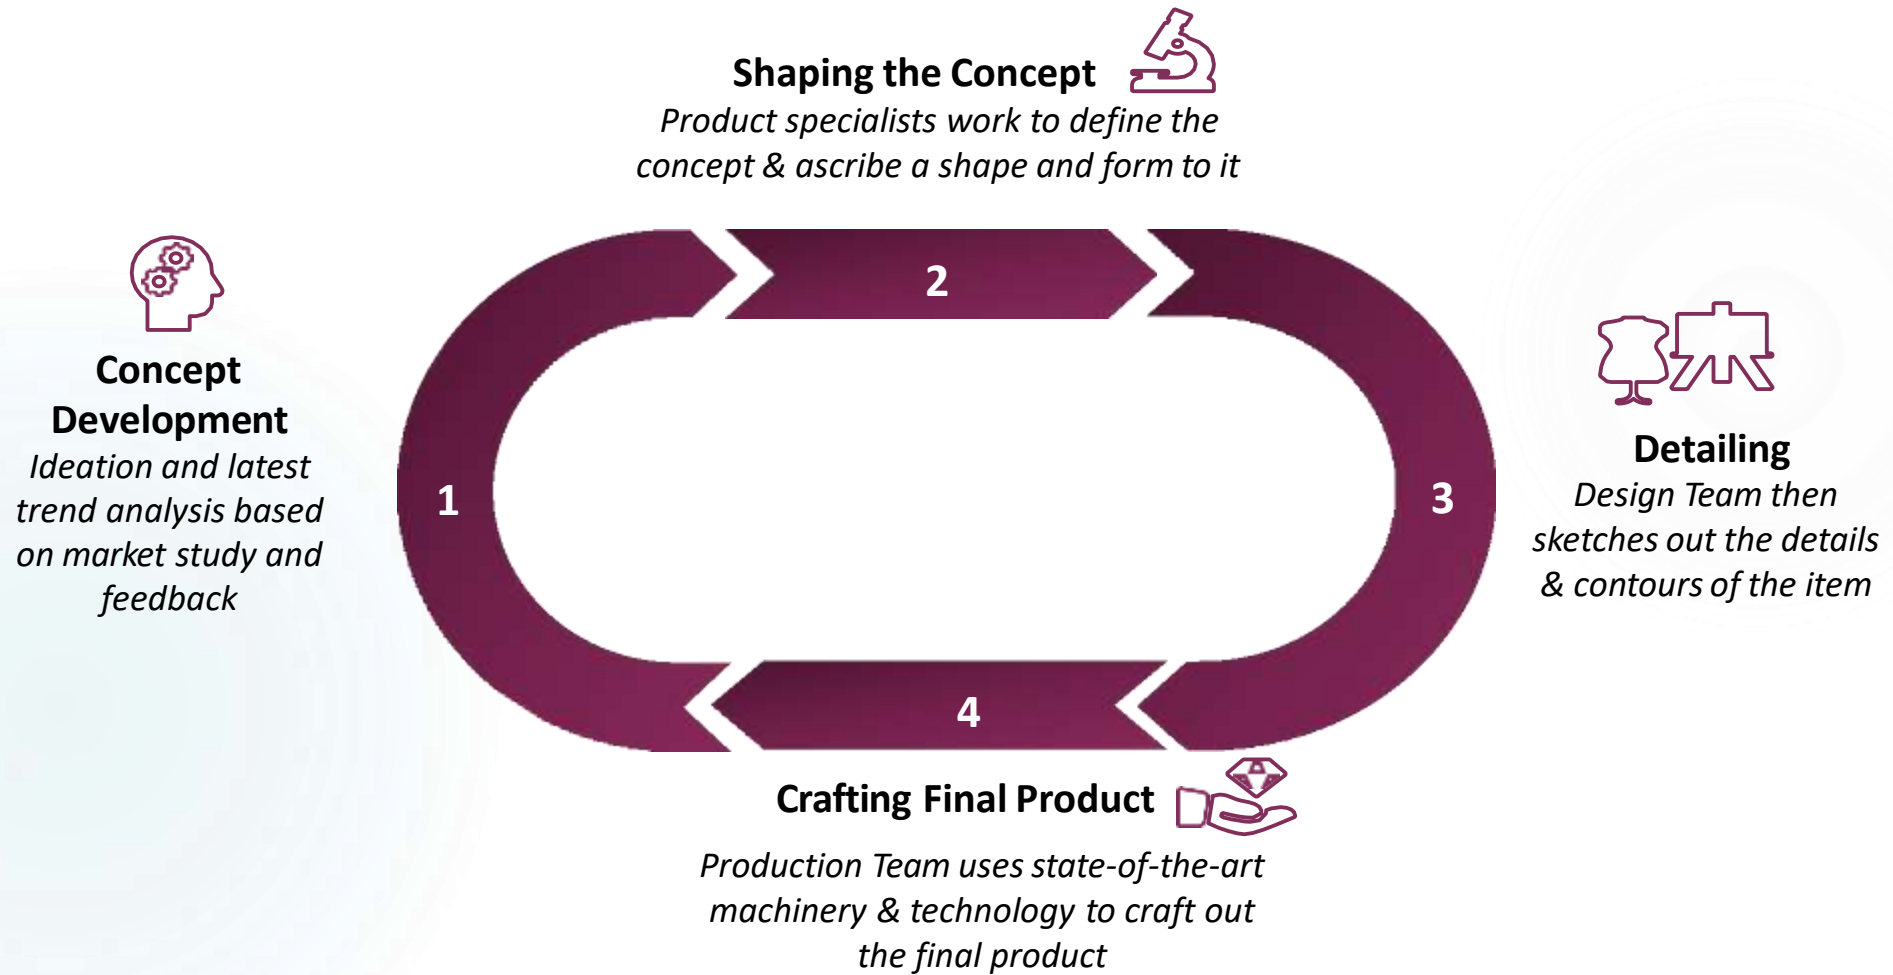 Shaping the Concept
Product specialists work to define the
concept & ascribe a shape and form to it
2
Concept
Development
Ideation and latest
trend analysis based
on market study and
feedback
1
3
Detailing
Design Team then
sketches out the details
& contours of the item
4
Crafting Final Product
Production Team uses state-of-the-art
machinery & technology to craft out
the final product